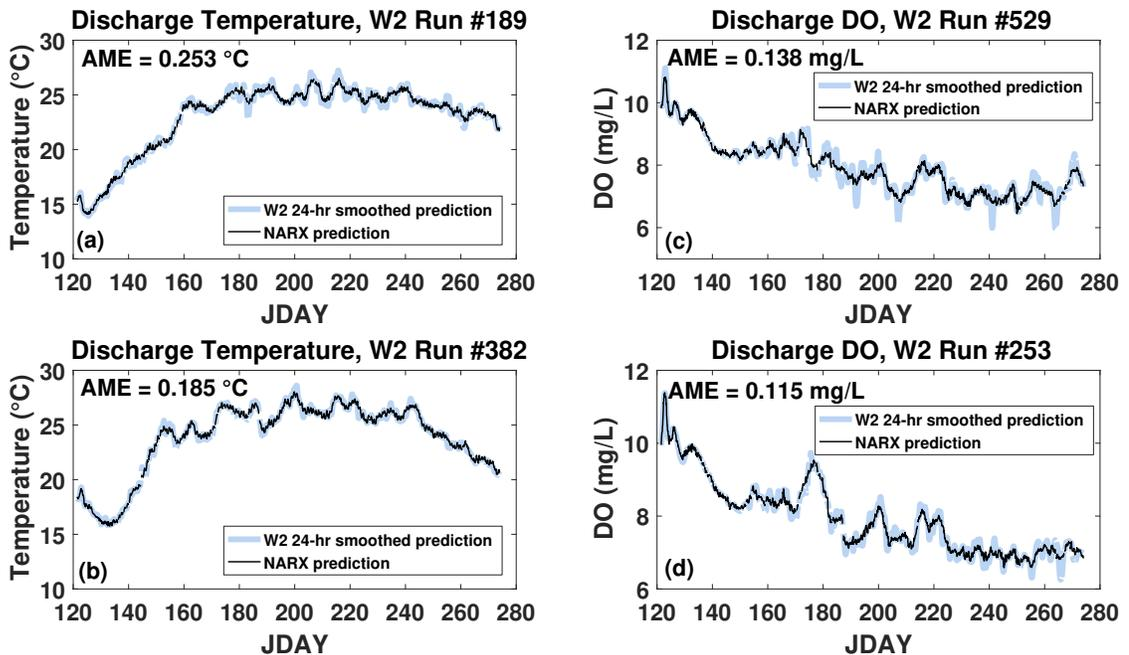 Discharge Temperature, W2 Run #189
AME = 0.253 °C
Temperature (°C)
30
25
20
15
10
W2 24-hr smoothed prediction
NARX prediction
(a)
120 140 160 180 200 220 240 260 280
JDAY
Discharge DO, W2 Run #529
AME = 0.138 mg/L
DO (mg/L)
12
10
8
6
W2 24-hr smoothed prediction
NARX prediction
(c)
120 140 160 180 200 220 240 260 280
JDAY
Discharge Temperature, W2 Run #382
AME = 0.185 °C
Temperature (°C)
30
25
20
15
10
W2 24-hr smoothed prediction
NARX prediction
(b)
120 140 160 180 200 220 240 260 280
JDAY
Discharge DO, W2 Run #253
AME = 0.115 mg/L
DO (mg/L)
12
10
8
6
W2 24-hr smoothed prediction
NARX prediction
(d)
120 140 160 180 200 220 240 260 280
JDAY